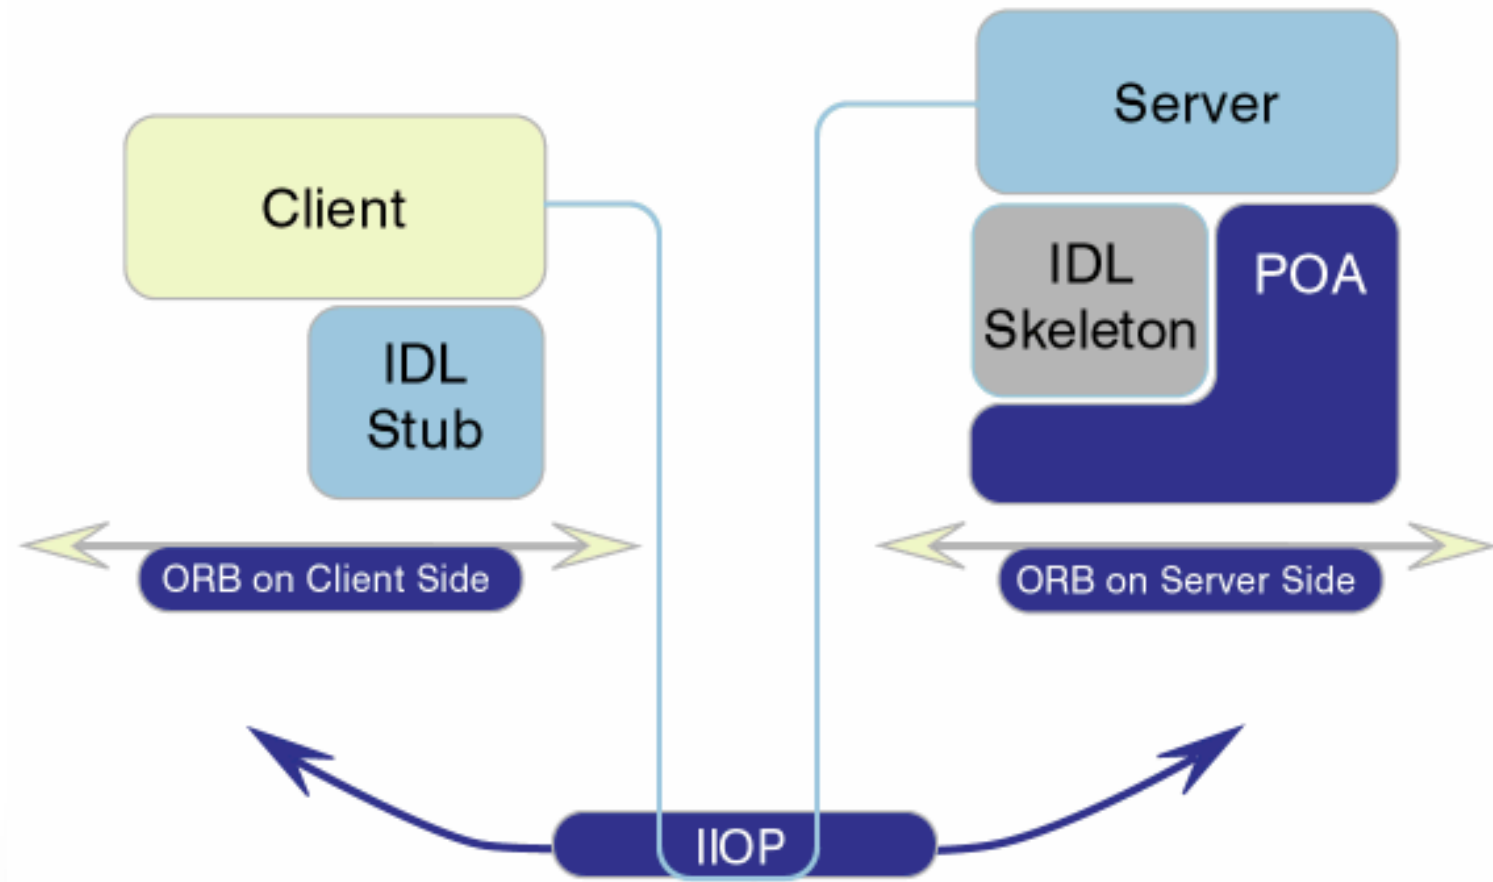 Server
Client
IDL
Skeleton
POA
IDL
Stub
ORB on Client Side
ORB on Server Side
IIOP